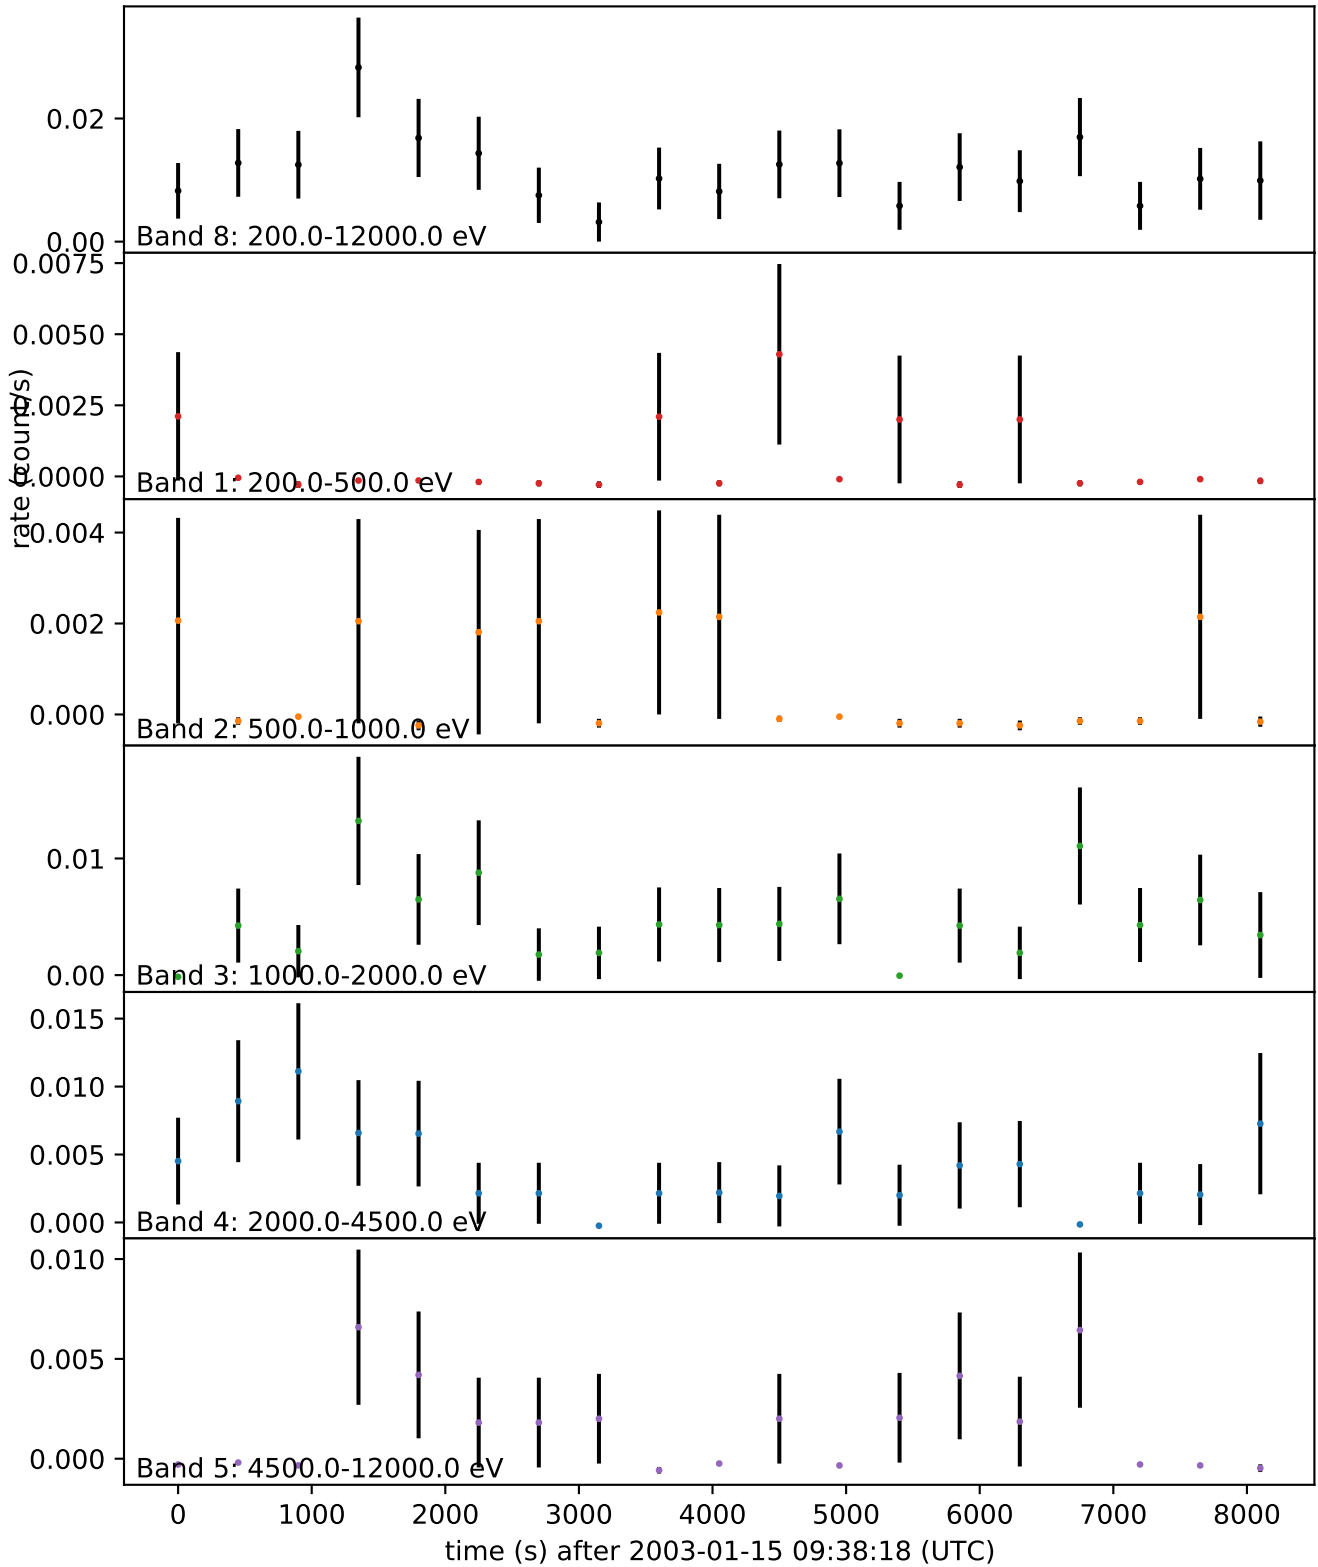 0.02
0.00
Band 8: 200.0-12000.0 eV
0.0075
0.0050
0.0025
0.0000
Band 1: 200.0-500.0 eV
rate (count/s)
0.004
0.002
0.000
Band 2: 500.0-1000.0 eV
0.01
0.00
Band 3: 1000.0-2000.0 eV
0.015
0.010
0.005
0.000
Band 4: 2000.0-4500.0 eV
0.010
0.005
0.000
Band 5: 4500.0-12000.0 eV
0 1000 2000 3000 4000 5000 6000 7000 8000
time (s) after 2003-01-15 09:38:18 (UTC)